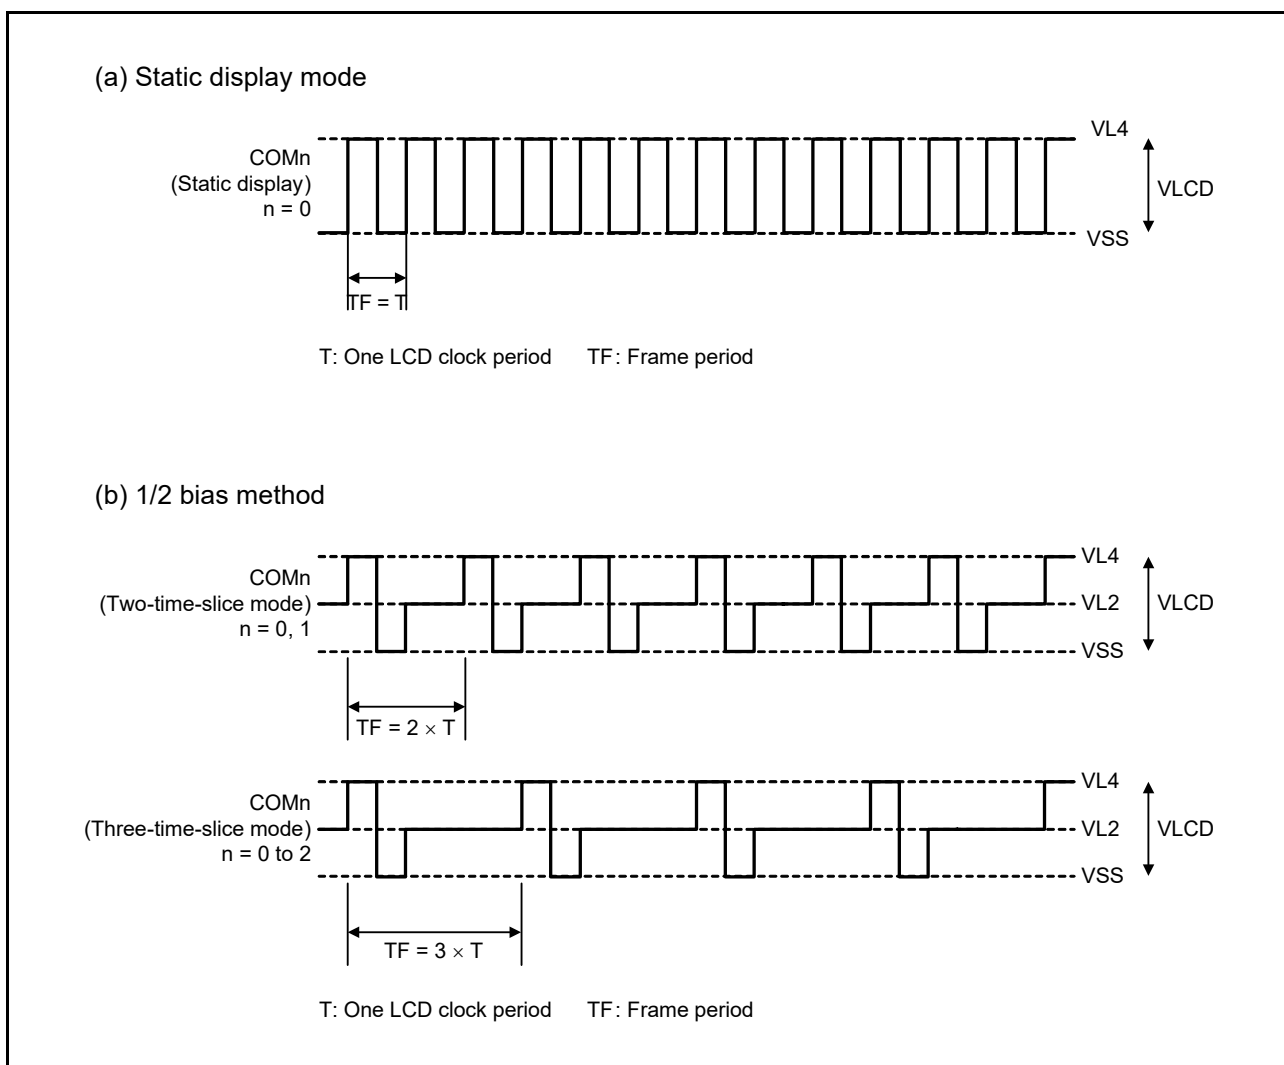 (a) Static display mode
VL4
COMn
(Static display)
n = 0
VLCD
VSS
TF = T
T: One LCD clock period TF: Frame period
(b) 1/2 bias method
VL4
COMn
(Two-time-slice mode)
n = 0, 1
VL2
VLCD
VSS
TF = 2 × T
VL4
COMn
(Three-time-slice mode)
n = 0 to 2
VL2
VLCD
VSS
TF = 3 × T
T: One LCD clock period TF: Frame period